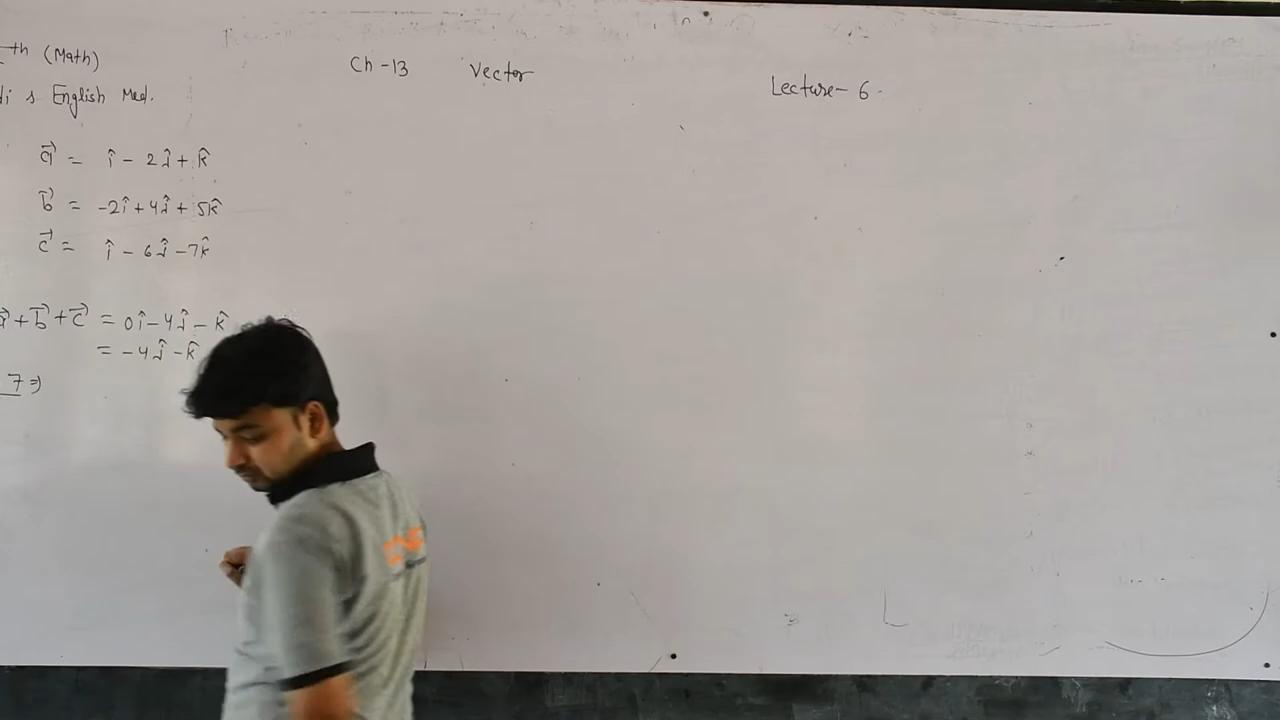 th (Math)
Ch-13 Vector
Lecture-6
English Med.
a⃗ = î - 2ĵ + k̂
b⃗ = -2î + 4ĵ + 5k̂
c⃗ = î - 6ĵ - 7k̂
a⃗ + b⃗ + c⃗ = 0î - 4ĵ - k̂
= -4ĵ - k̂
7 ⇒